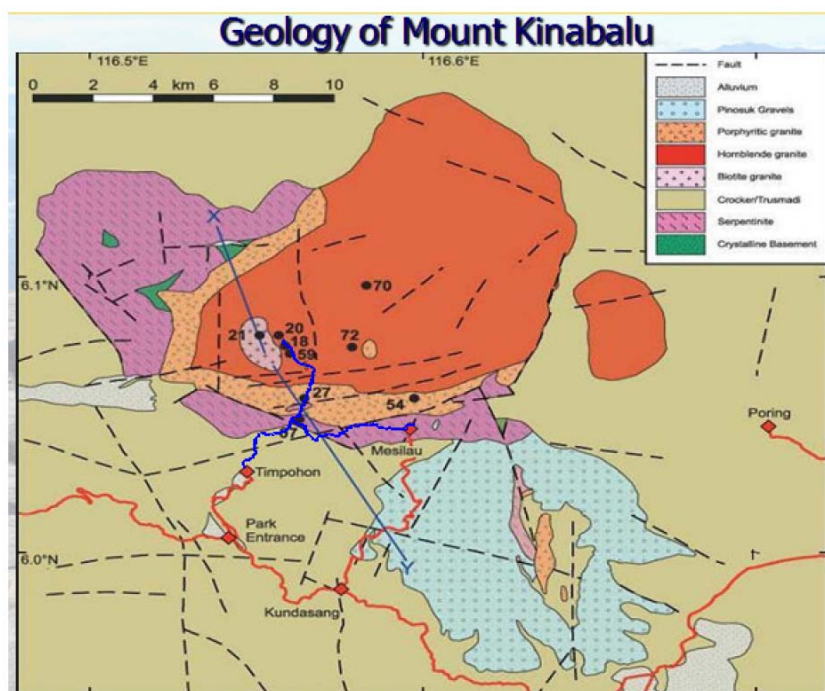 Geology of Mount Kinabalu
116.5°E
116.6°E
0 2 4 km 6 8 10
Fault
Alluvium
Pinosuk Gravels
Porphyritic granite
Hornblende granite
Biotite granite
Crocker/Trusmadi
Serpentinite
Crystalline Basement
X
6.1°N
70
21
20
18
59
72
27
54
57
Mesilau
Poring
Timpohon
Park
Entrance
6.0°N
Y
Kundasang